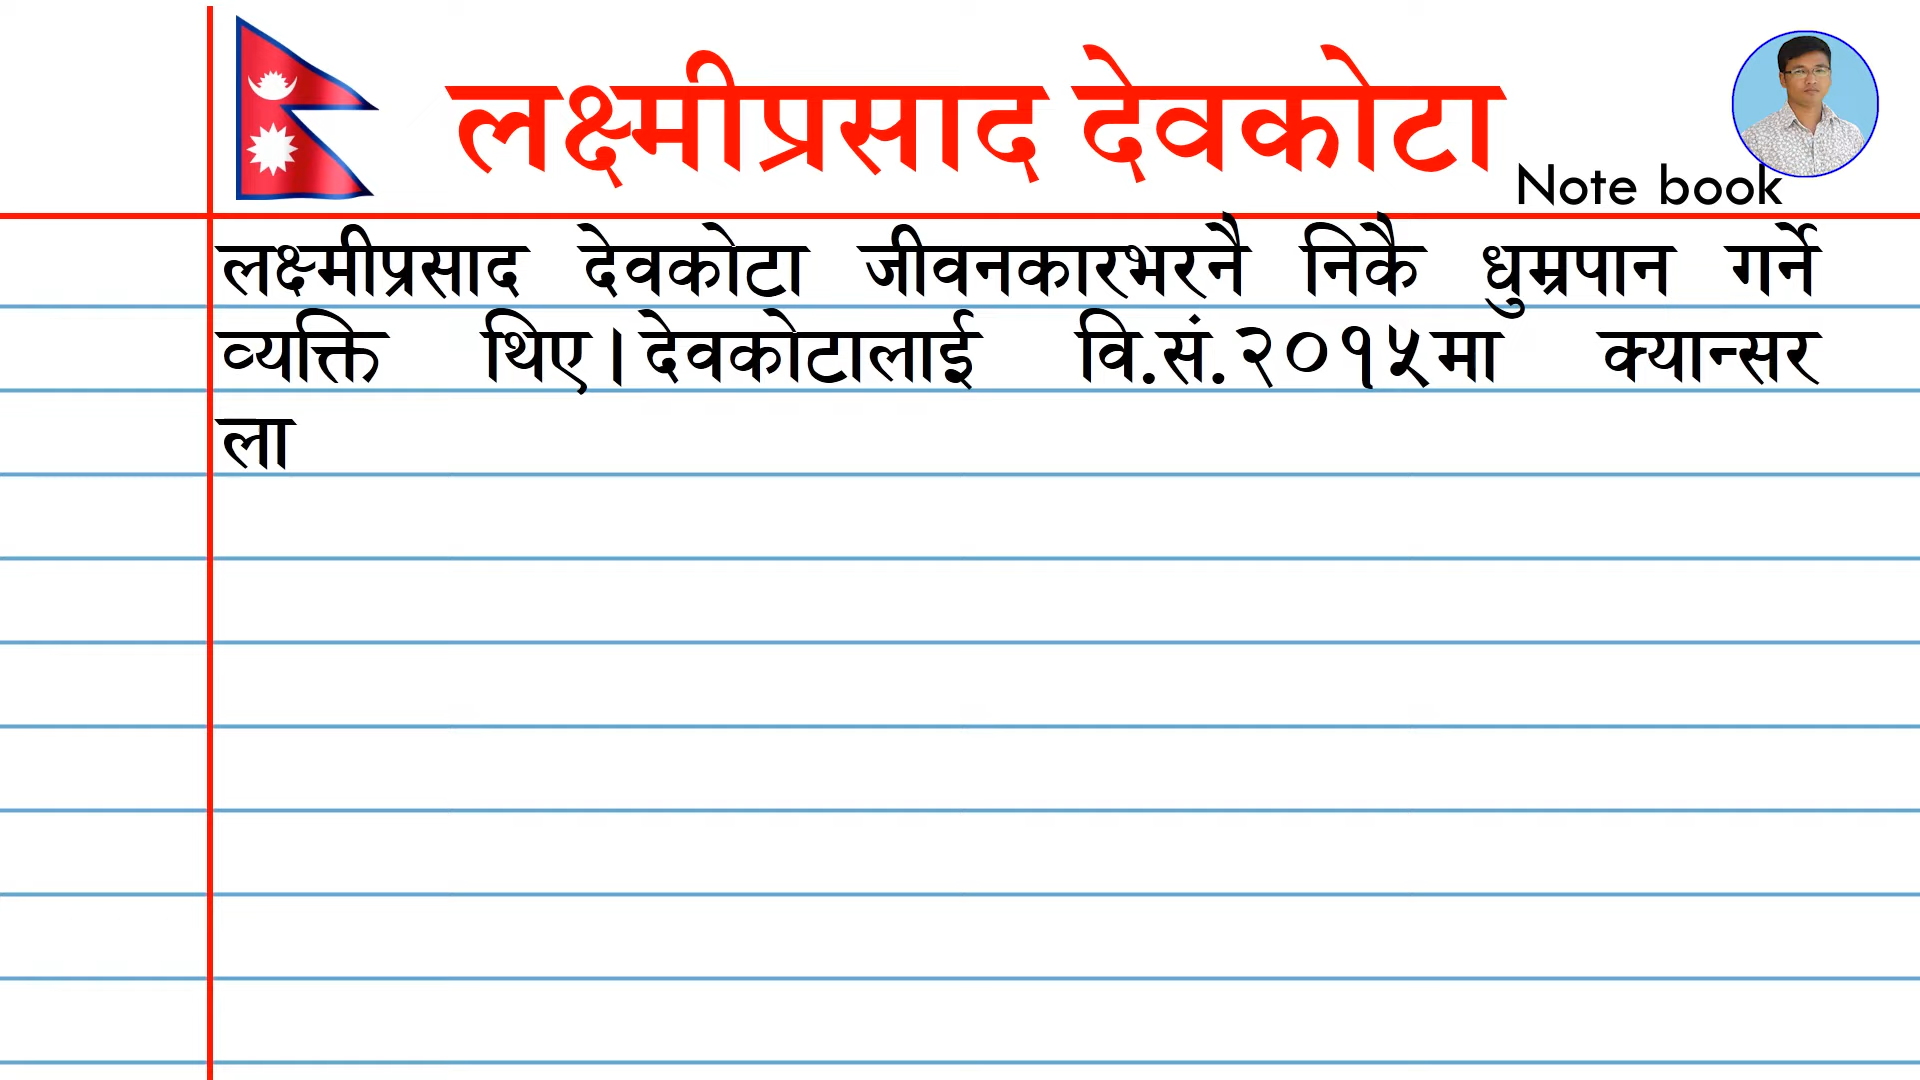 लक्ष्मीप्रसाद देवकोटा
Note book
लक्ष्मीप्रसाद देवकोटा जीवनकारभरनै निकै धुम्रपान गर्ने
व्यक्ति थिए।देवकोटालाई वि.सं.२०१५मा क्यान्सर
ला